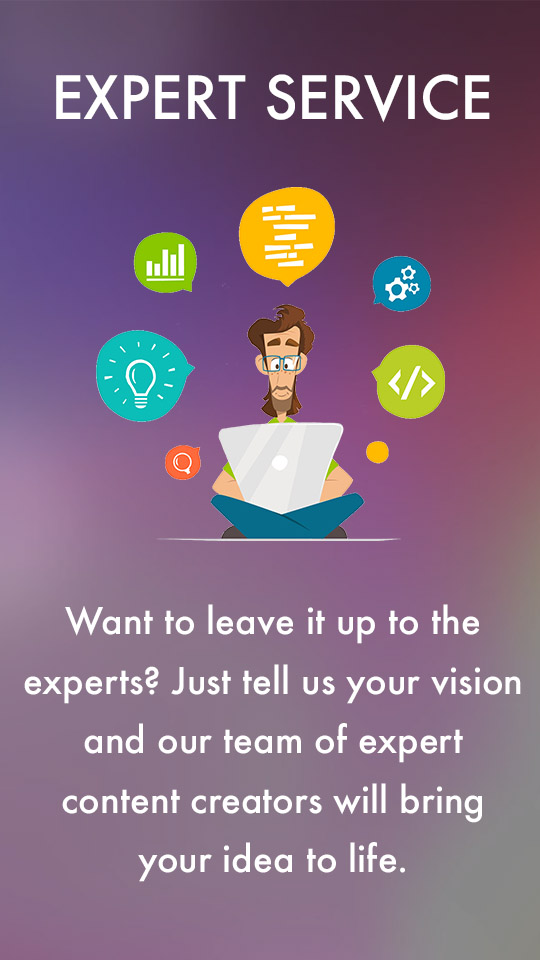 EXPERT SERVICE
</>
Want to leave it up to the
experts? Just tell us your vision
and our team of expert
content creators will bring
your idea to life.